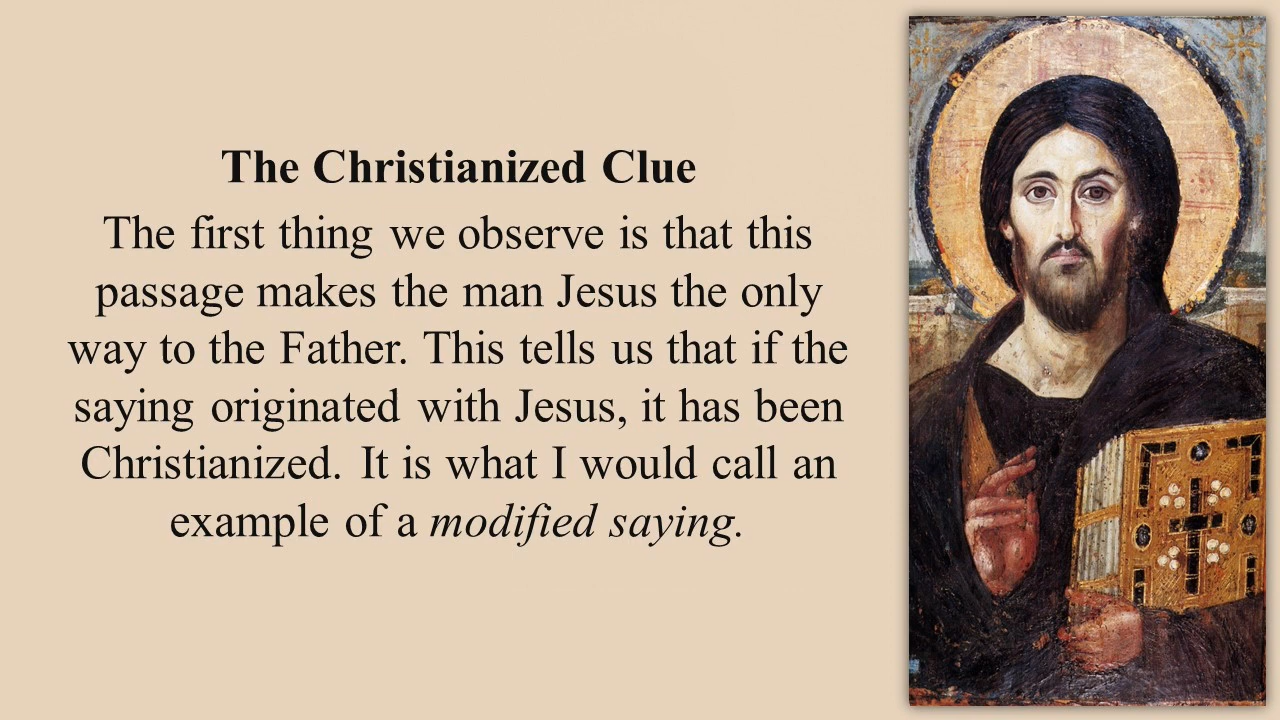 The Christianized Clue
The first thing we observe is that this
passage makes the man Jesus the only
way to the Father. This tells us that if the
saying originated with Jesus, it has been
Christianized. It is what I would call an
example of a modified saying.